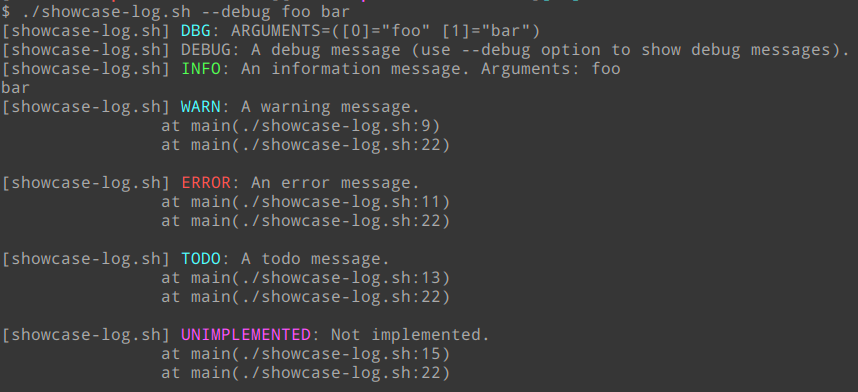 $ ./showcase-log.sh --debug foo bar
[showcase-log.sh] DBG: ARGUMENTS=([0]="foo" [1]="bar")
[showcase-log.sh] DEBUG: A debug message (use --debug option to show debug messages).
[showcase-log.sh] INFO: An information message. Arguments: foo
bar
[showcase-log.sh] WARN: A warning message.
                at main(./showcase-log.sh:9)
                at main(./showcase-log.sh:22)

[showcase-log.sh] ERROR: An error message.
                at main(./showcase-log.sh:11)
                at main(./showcase-log.sh:22)

[showcase-log.sh] TODO: A todo message.
                at main(./showcase-log.sh:13)
                at main(./showcase-log.sh:22)

[showcase-log.sh] UNIMPLEMENTED: Not implemented.
                at main(./showcase-log.sh:15)
                at main(./showcase-log.sh:22)